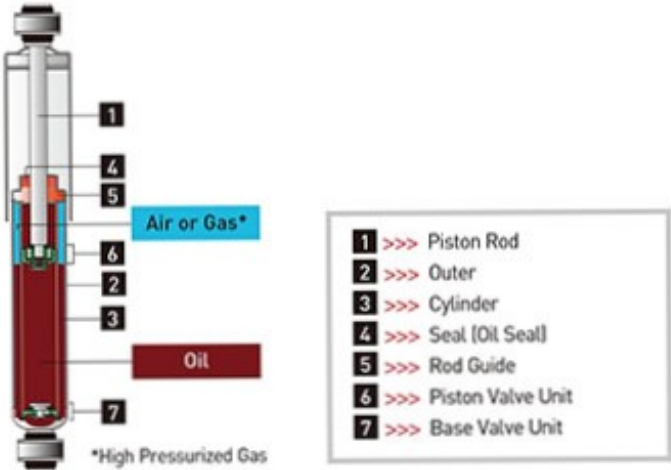 1
4
5
Air or Gas*
6
2
3
Oil
7
*High Pressurized Gas
1 >>> Piston Rod
2 >>> Outer
3 >>> Cylinder
4 >>> Seal (Oil Seal)
5 >>> Rod Guide
6 >>> Piston Valve Unit
7 >>> Base Valve Unit